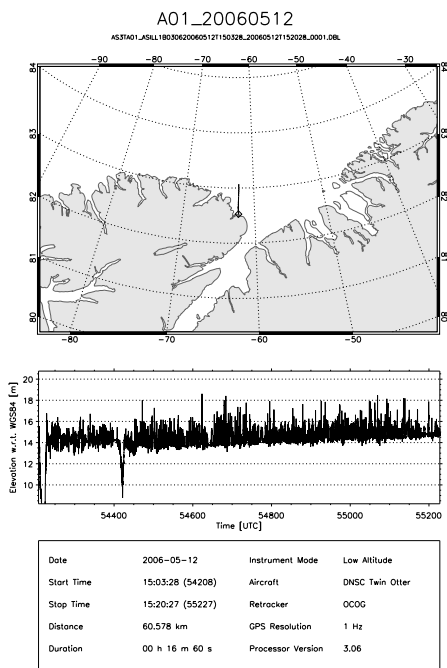 A01_20060512
AS3TA01_ASILL1B030620060512T150328_20060512T152028_0001.DBL
-90 -80 -70 -60 -50 -40 -30 -20
84 84
83 83
82 82
81 81
80 80
-80 -70 -60 -50
Elevation w.r.t. WGS84 [m]
20
18
16
14
12
10
54400 54600 54800 55000 55200
Time [UTC]
Date 2006-05-12 Instrument Mode Low Altitude
Start Time 15:03:28 (54208) Aircraft DNSC Twin Otter
Stop Time 15:20:27 (55227) Retracker OCOG
Distance 60.578 km GPS Resolution 1 Hz
Duration 00 h 16 m 60 s Processor Version 3.06